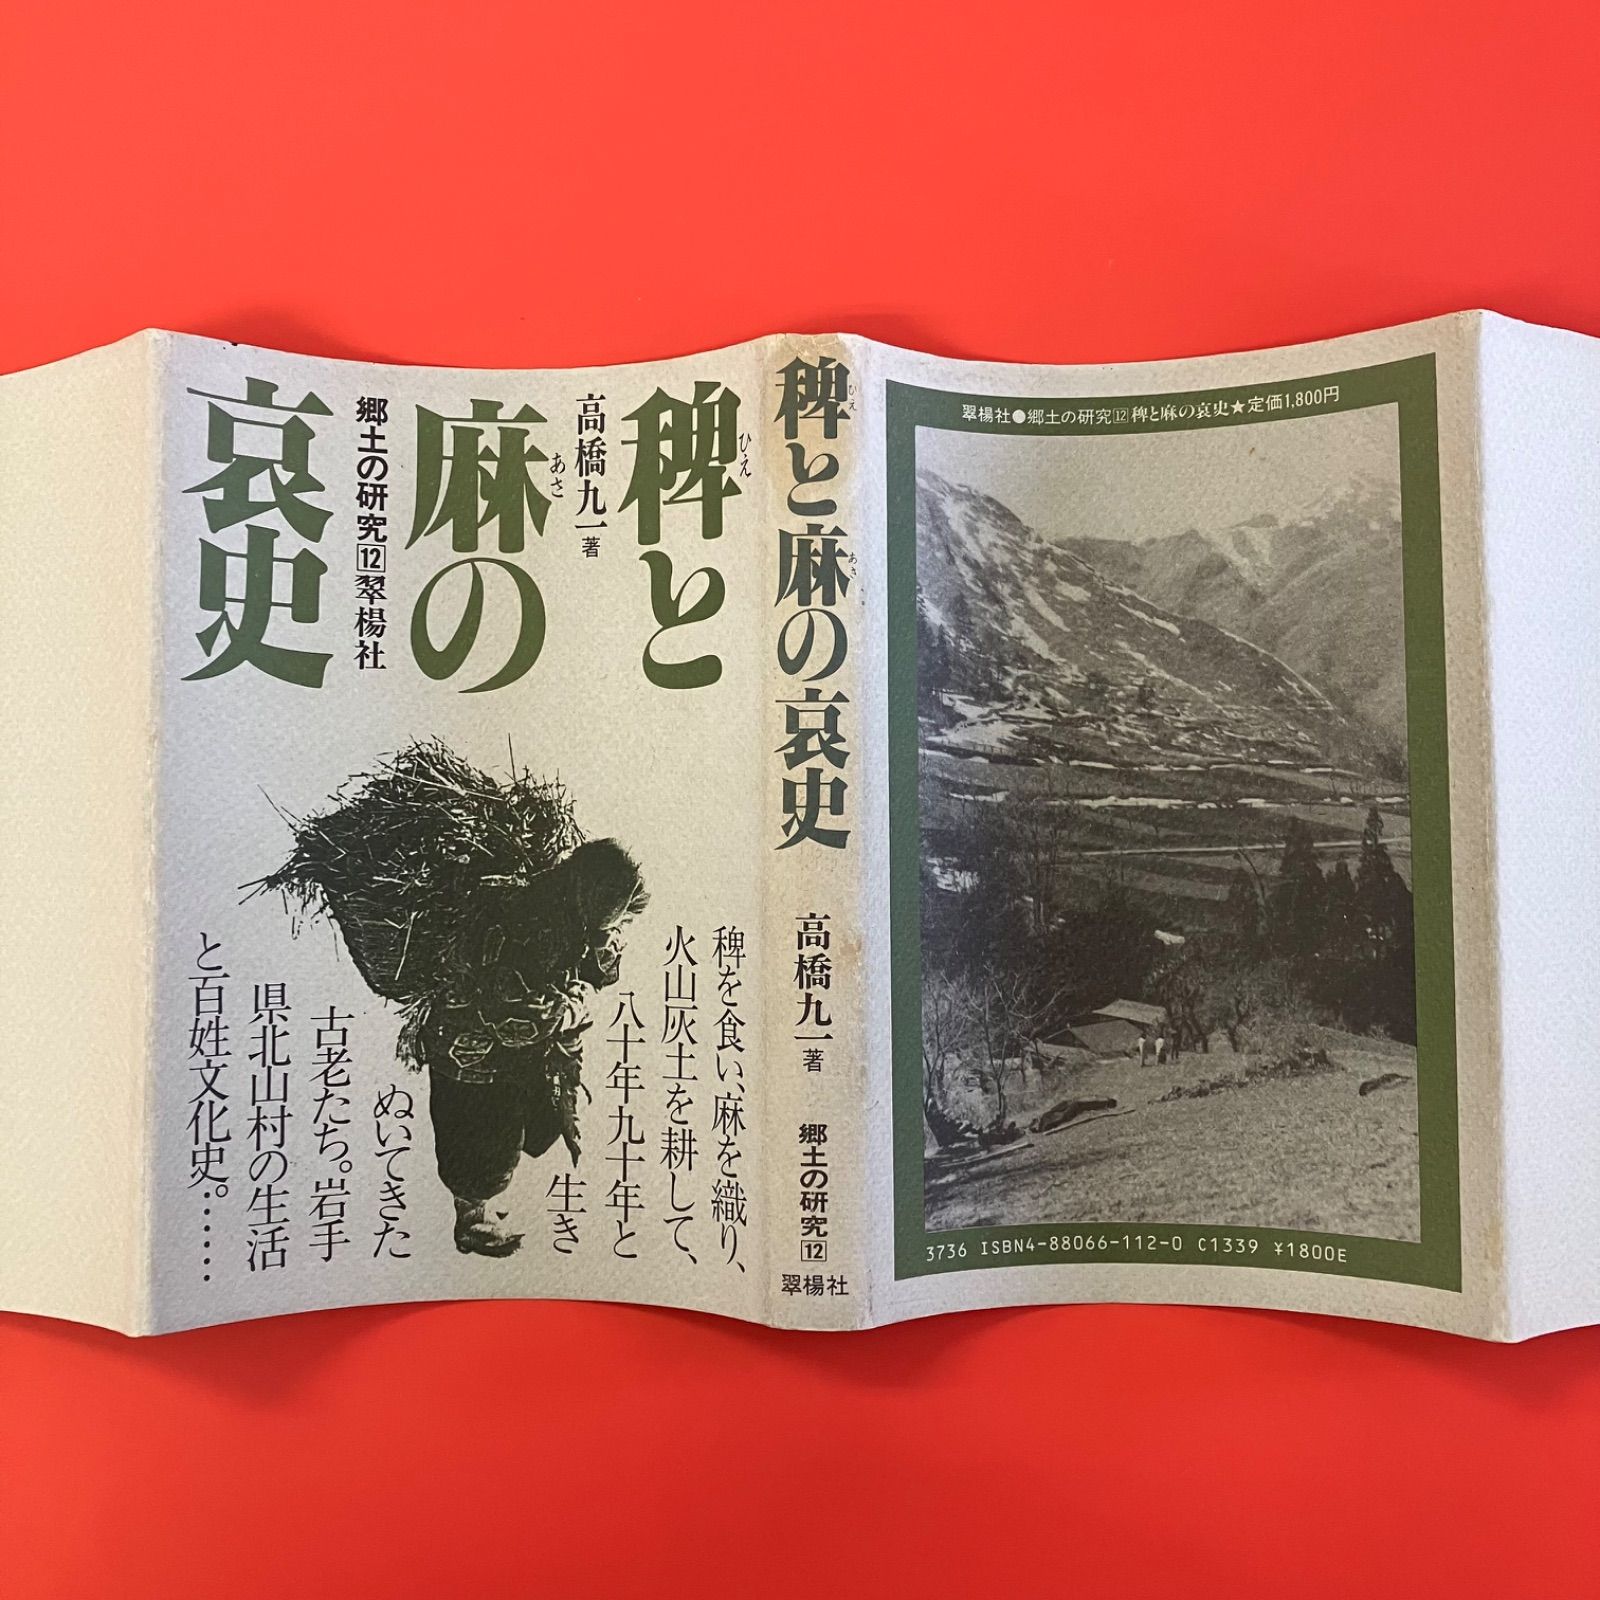 稗と
ひえ
高橋九一著
麻の
あさ
郷土の研究12翠楊社
哀史
稗を食い、麻を織り、
火山灰土を耕して、
八十年九十年と
生き
ぬいてきた
古老たち。岩手
県北山村の生活
と百姓文化史。……
稗と麻の哀史
ひえ
あさ
高橋九一著
郷土の研究12
翠楊社
翠楊社●郷土の研究12稗と麻の哀史★定価1,800円
3736 ISBN4-88066-112-0 C1339 ¥1800E